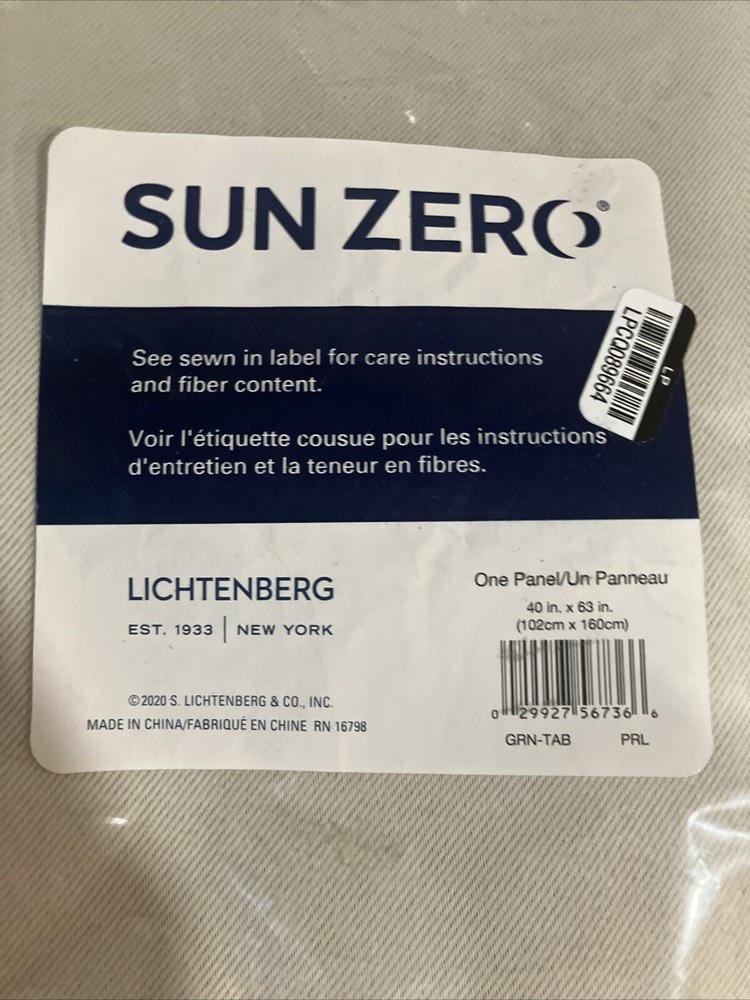 SUN ZERO®
LP
LPCQ089664
See sewn in label for care instructions
and fiber content.
Voir l'étiquette cousue pour les instructions
d'entretien et la teneur en fibres.
LICHTENBERG
EST. 1933 | NEW YORK
©2020 S. LICHTENBERG & CO., INC.
MADE IN CHINA/FABRIQUÉ EN CHINE RN 16798
One Panel/Un Panneau
40 in. x 63 in.
(102cm x 160cm)
0 29927 56736 6
GRN-TAB PRL